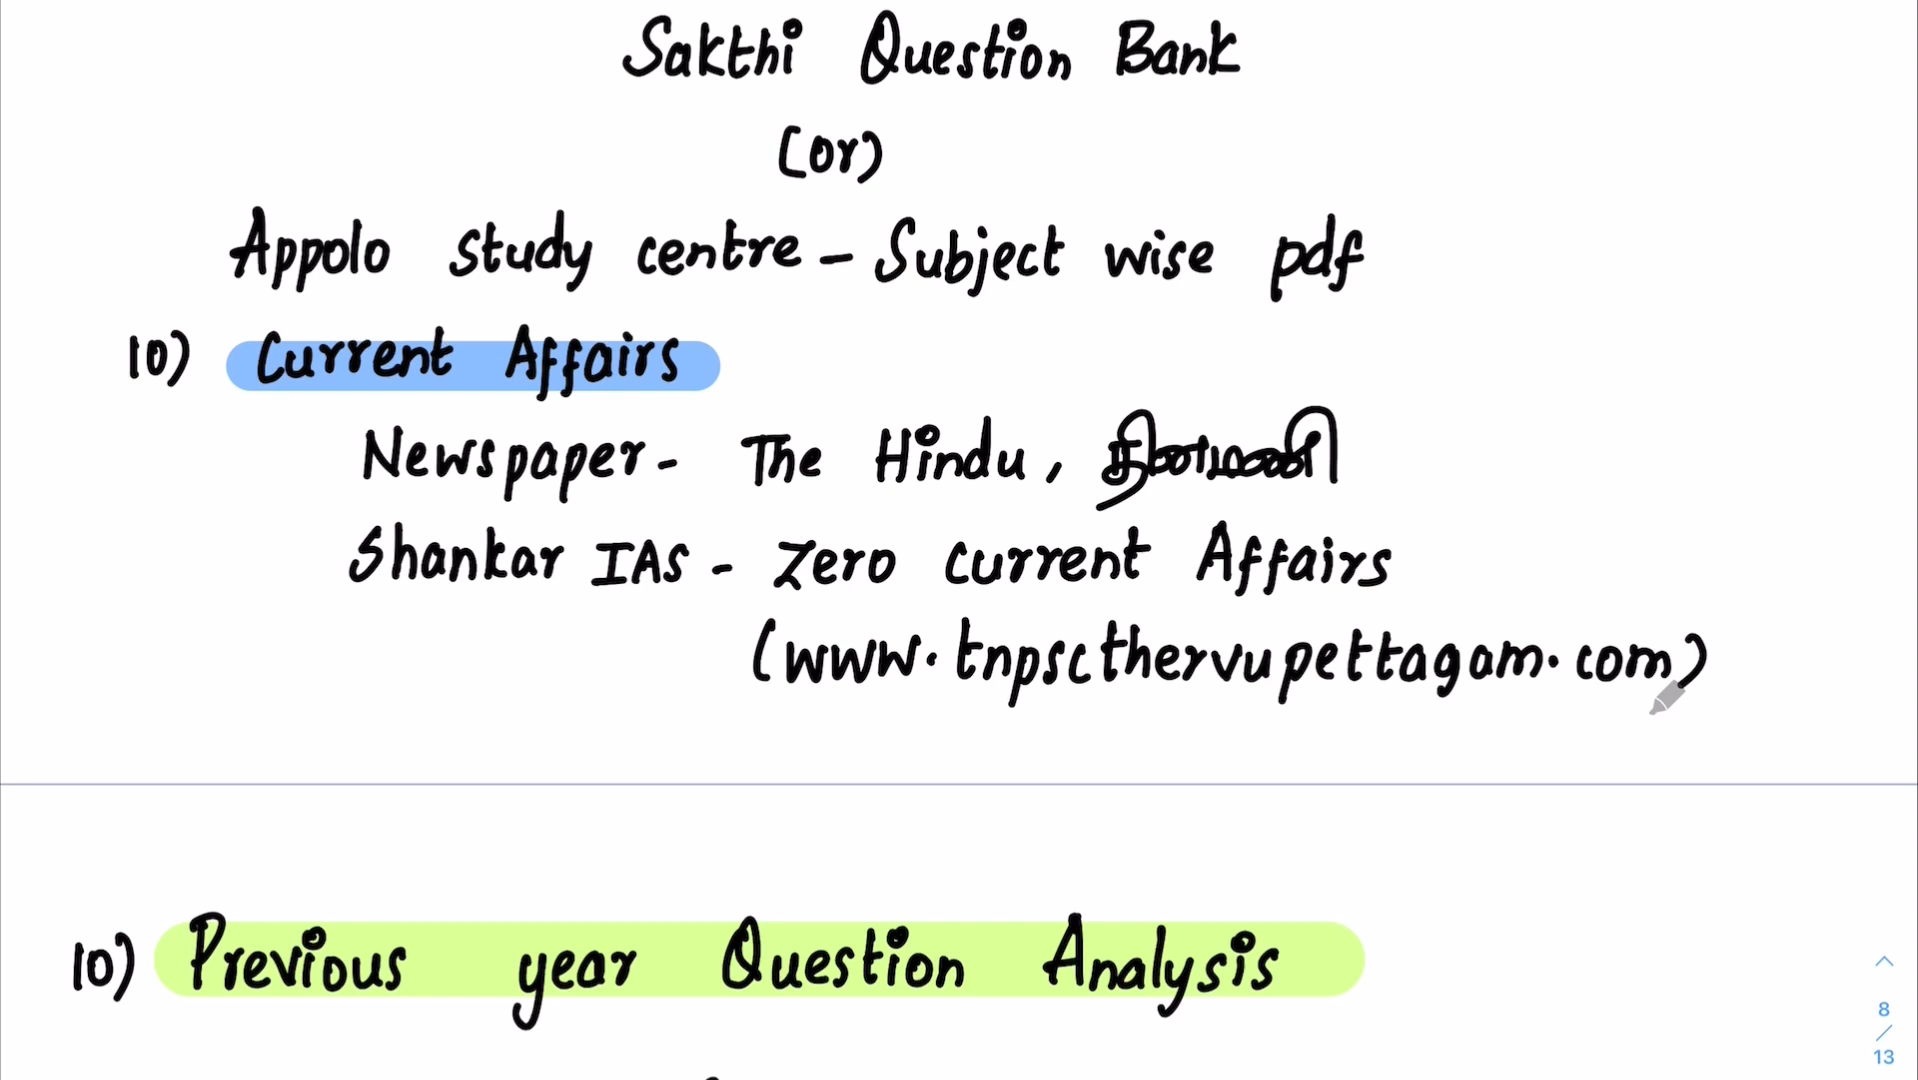 Sakthi Question Bank
(or)
Appolo study centre - Subject wise pdf
10) Current Affairs
Newspaper - The Hindu, தினமணி
Shankar IAS - Zero current Affairs
(www.tnpscthervupettagam.com)
10) Previous year Question Analysis
8
/
13